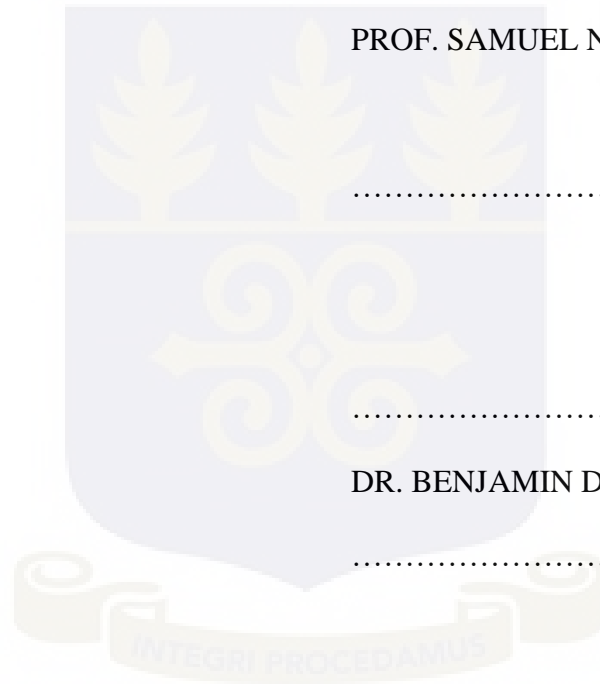 PROF. SAMUEL
……………………
……………………
DR. BENJAMIN
……………………
INTEGRI PROCEDAMUS